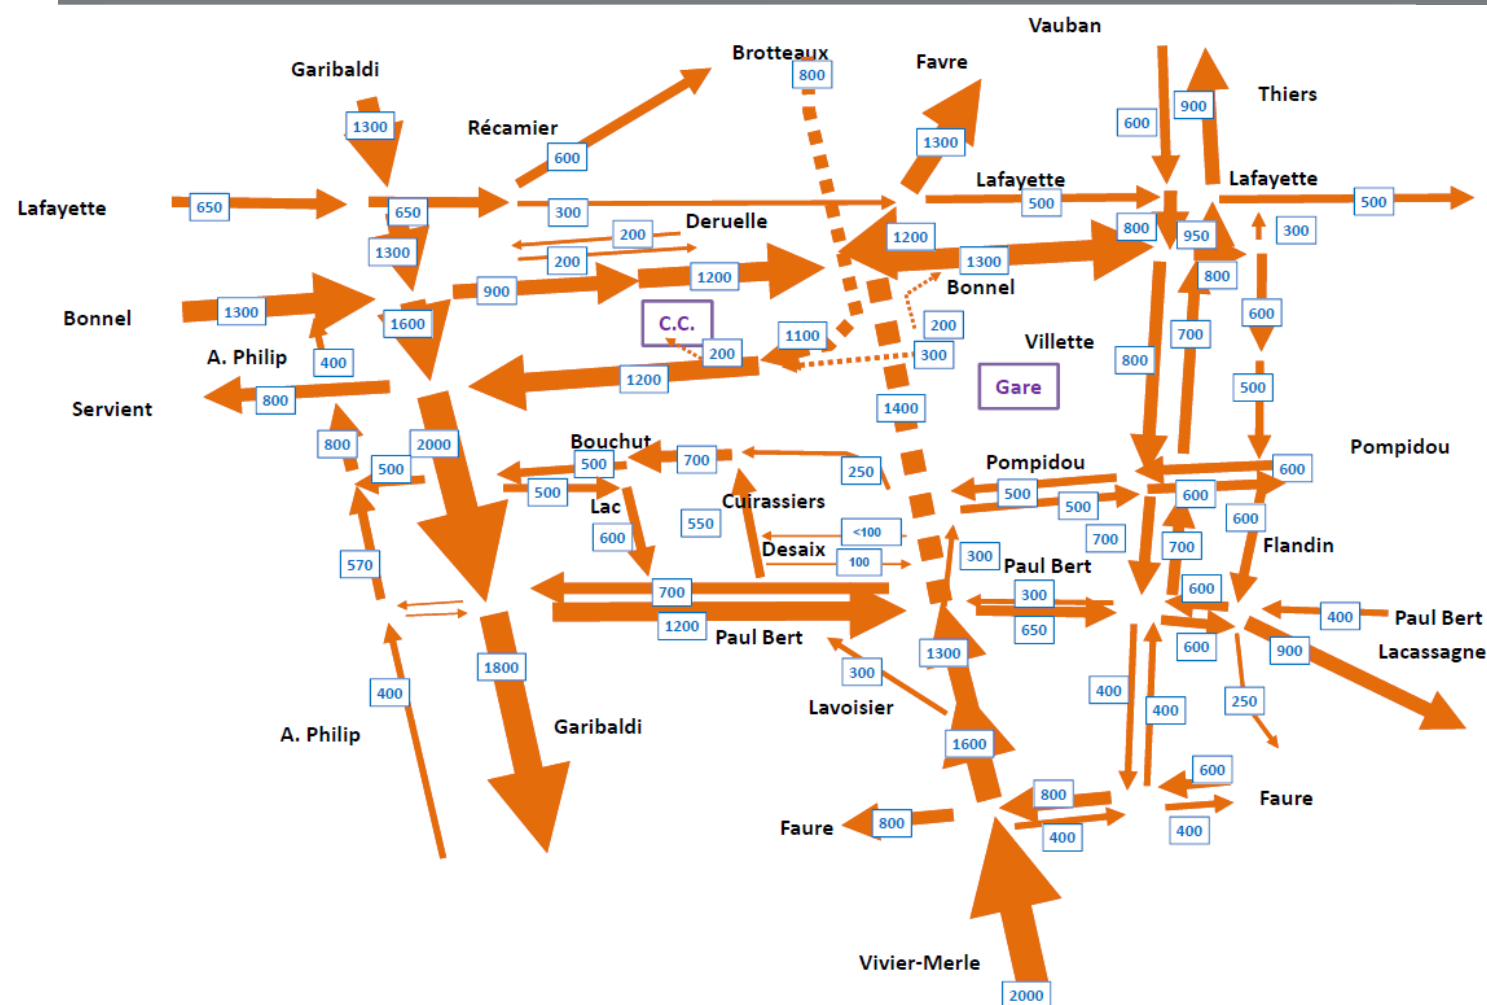 Vauban
Brotteaux
Favre
Garibaldi
800
Thiers
900
600
1300
Récamier
1300
600
Lafayette
Lafayette
Lafayette
650
650
300
500
500
Deruelle
200
1200
800
950
300
1300
200
1300
800
Bonnel
1200
900
Bonnel
1300
1600
C.C.
200
600
1100
700
Villette
A. Philip
400
200
300
800
1200
Gare
500
Servient
800
1400
800
2000
Bouchut
Pompidou
500
500
700
250
Pompidou
600
500
500
600
500
Lac
Cuirassiers
600
550
<100
700
700
600
Flandin
Desaix
100
300
570
Paul Bert
700
300
600
400
Paul Bert
1200
650
Paul Bert
600
900
Lacassagne
1300
1800
300
400
400
250
Lavoisier
400
Garibaldi
A. Philip
1600
600
800
Faure
Faure
800
400
400
Vivier-Merle
2000